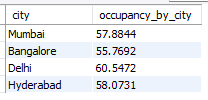 city occupancy_by_city
Mumbai 57.8844
Bangalore 55.7692
Delhi 60.5472
Hyderabad 58.0731